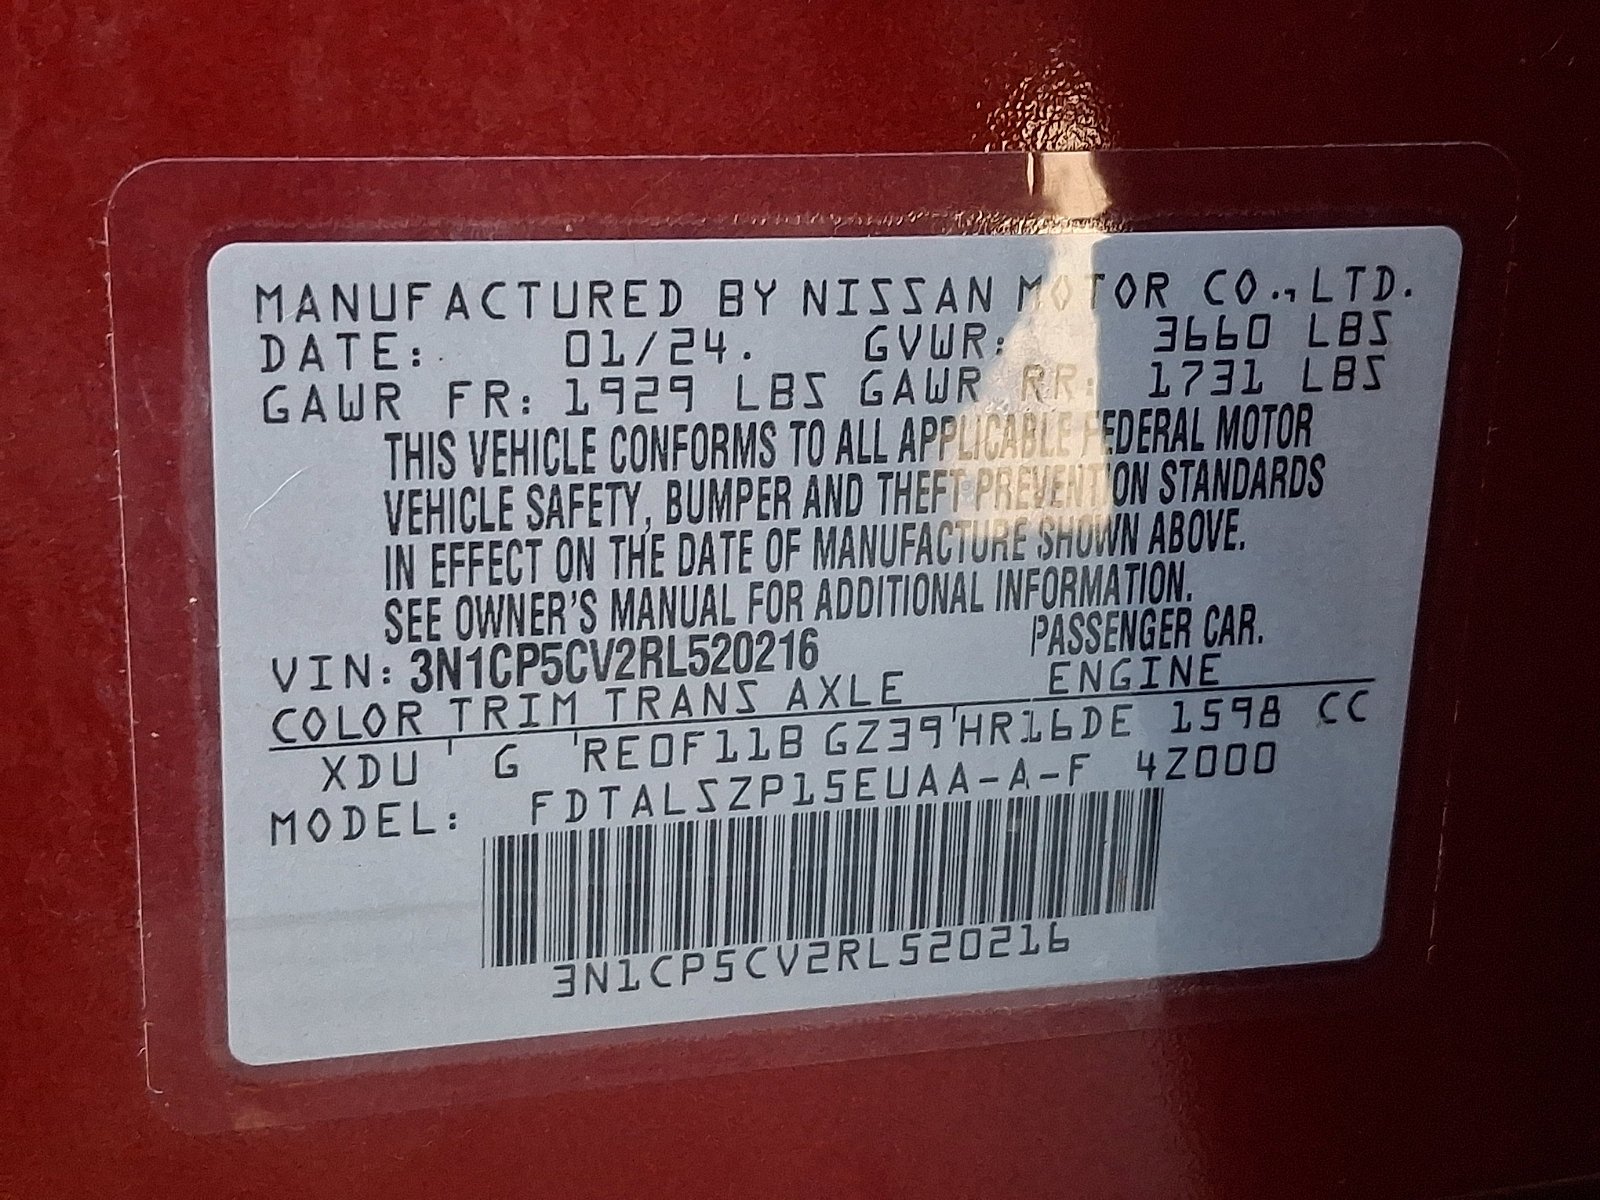 MANUFACTURED BY NISSAN MOTOR CO., LTD.
DATE: 01/24. GVWR: 3660 LBS
GAWR FR: 1929 LBS GAWR RR: 1731 LBS
THIS VEHICLE CONFORMS TO ALL APPLICABLE FEDERAL MOTOR
VEHICLE SAFETY, BUMPER AND THEFT PREVENTION STANDARDS
IN EFFECT ON THE DATE OF MANUFACTURE SHOWN ABOVE.
SEE OWNER'S MANUAL FOR ADDITIONAL INFORMATION.
VIN: 3N1CP5CV2RL520216 PASSENGER CAR.
COLOR TRIM TRANS AXLE ENGINE
XDU G RE0F11B GZ39 HR16DE 1598 CC
MODEL: FDTALSZP15EUAA-A-F 4Z000
3N1CP5CV2RL520216